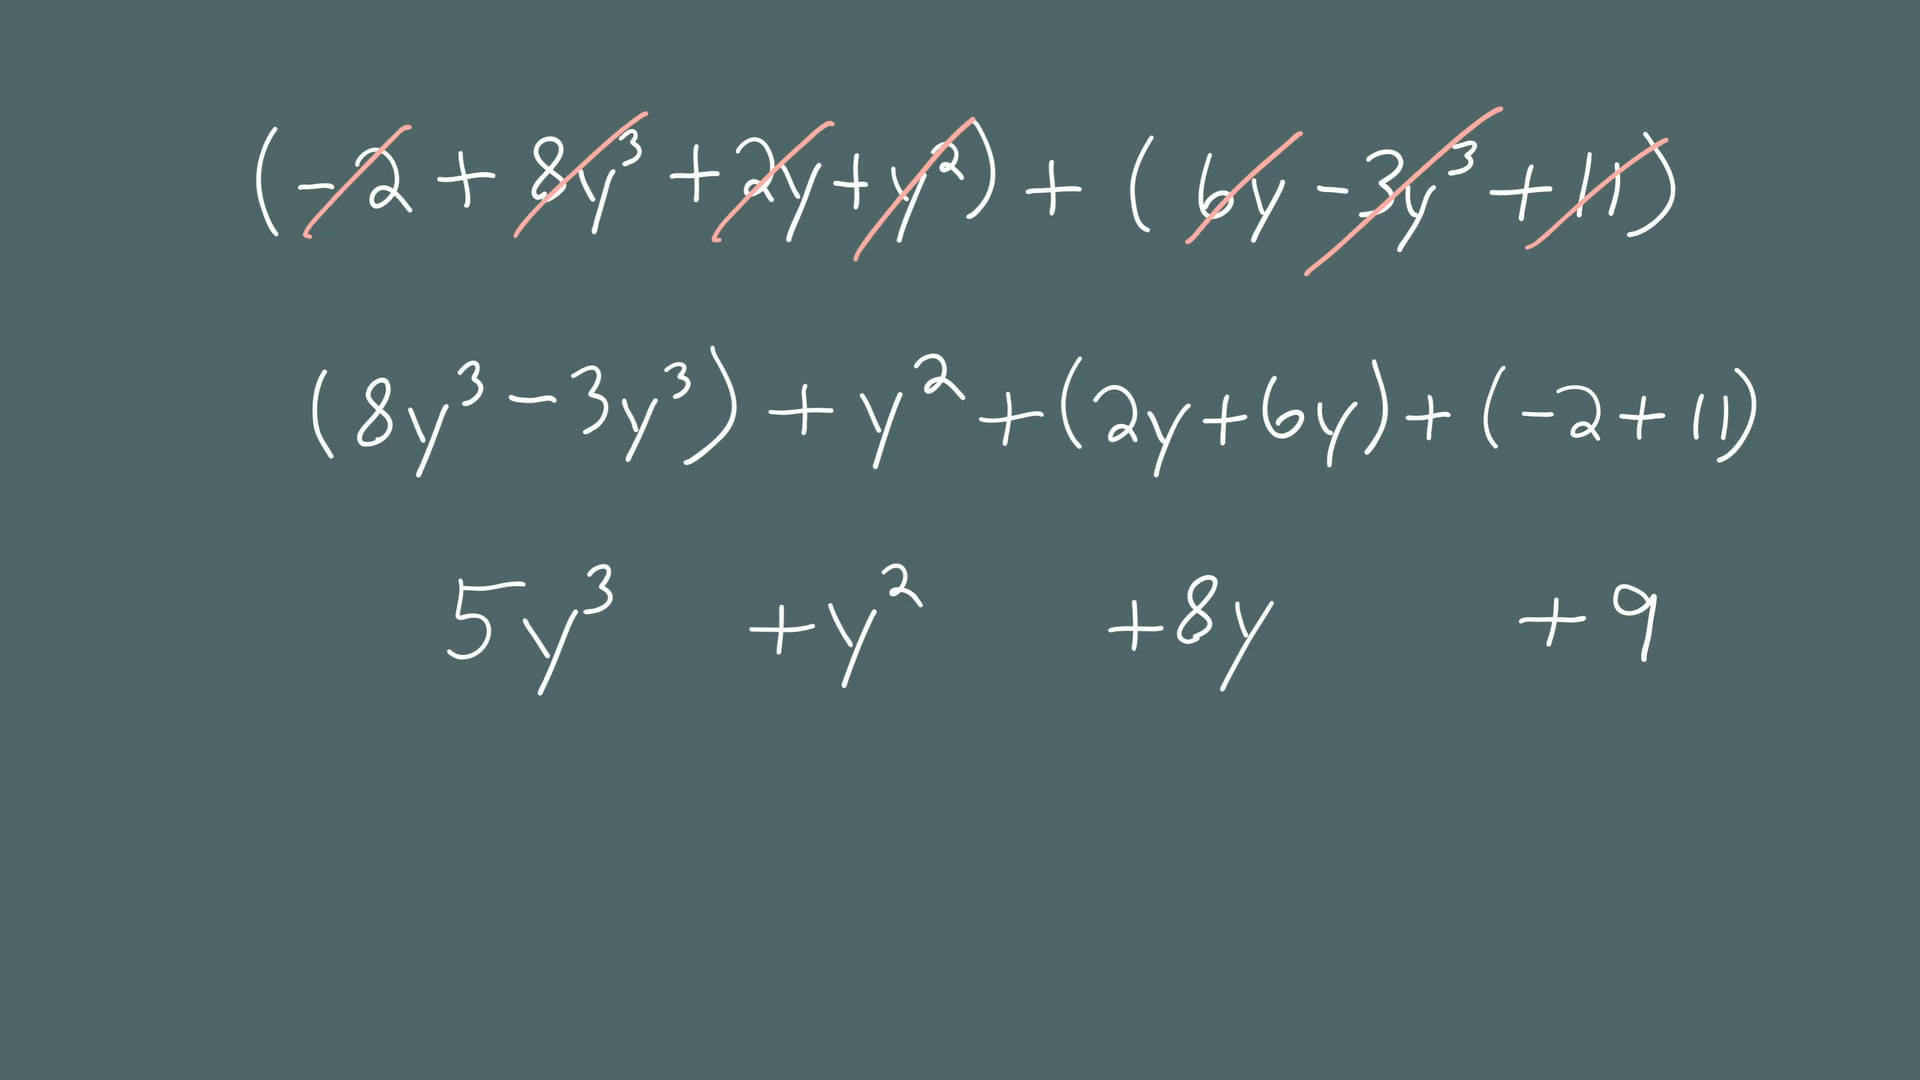 (-2 + 8y³ + 2y + y²) + (6y - 3y³ + 11)
(8y³ - 3y³) + y² + (2y + 6y) + (-2 + 11)
5y³ + y² + 8y + 9